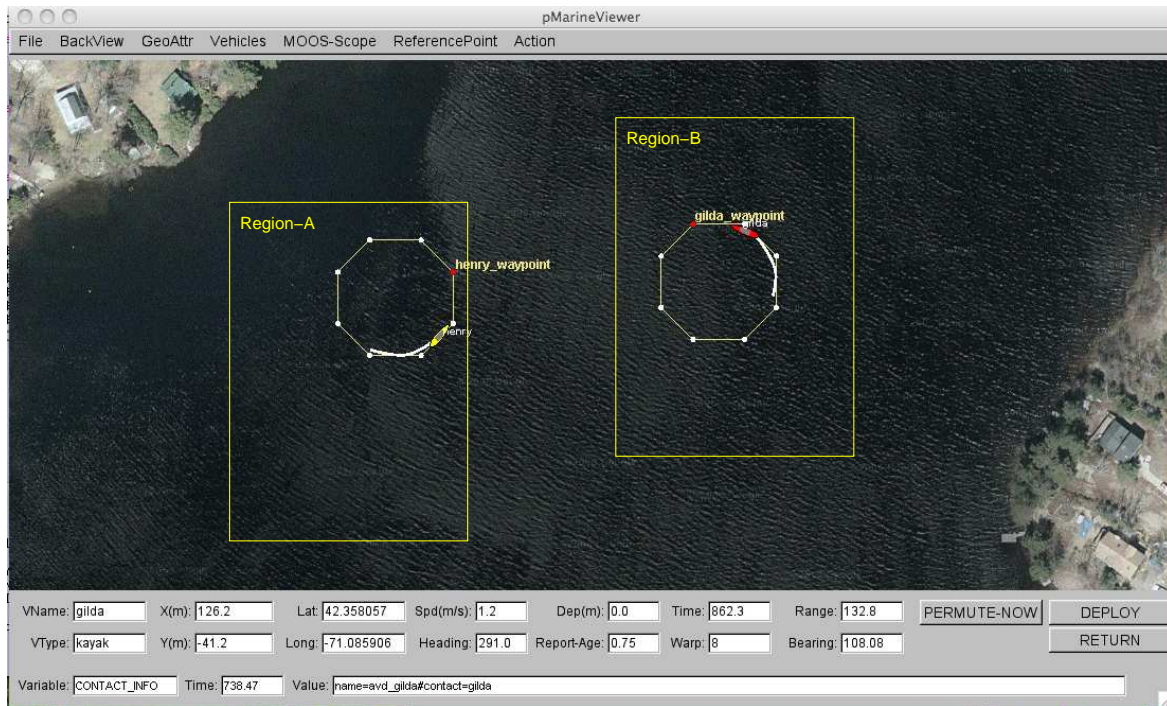 pMarineViewer
File BackView GeoAttr Vehicles MOOS-Scope ReferencePoint Action
Region-B
Region-A
gilda_waypoint
gilda
henry_waypoint
henry
VName: gilda X(m): 126.2 Lat: 42.358057 Spd(m/s): 1.2 Dep(m): 0.0 Time: 862.3 Range: 132.8 PERMUTE-NOW DEPLOY
VType: kayak Y(m): -41.2 Long: -71.085906 Heading: 291.0 Report-Age: 0.75 Warp: 8 Bearing: 108.08 RETURN
Variable: CONTACT_INFO Time: 738.47 Value: name=avd_gilda#contact=gilda